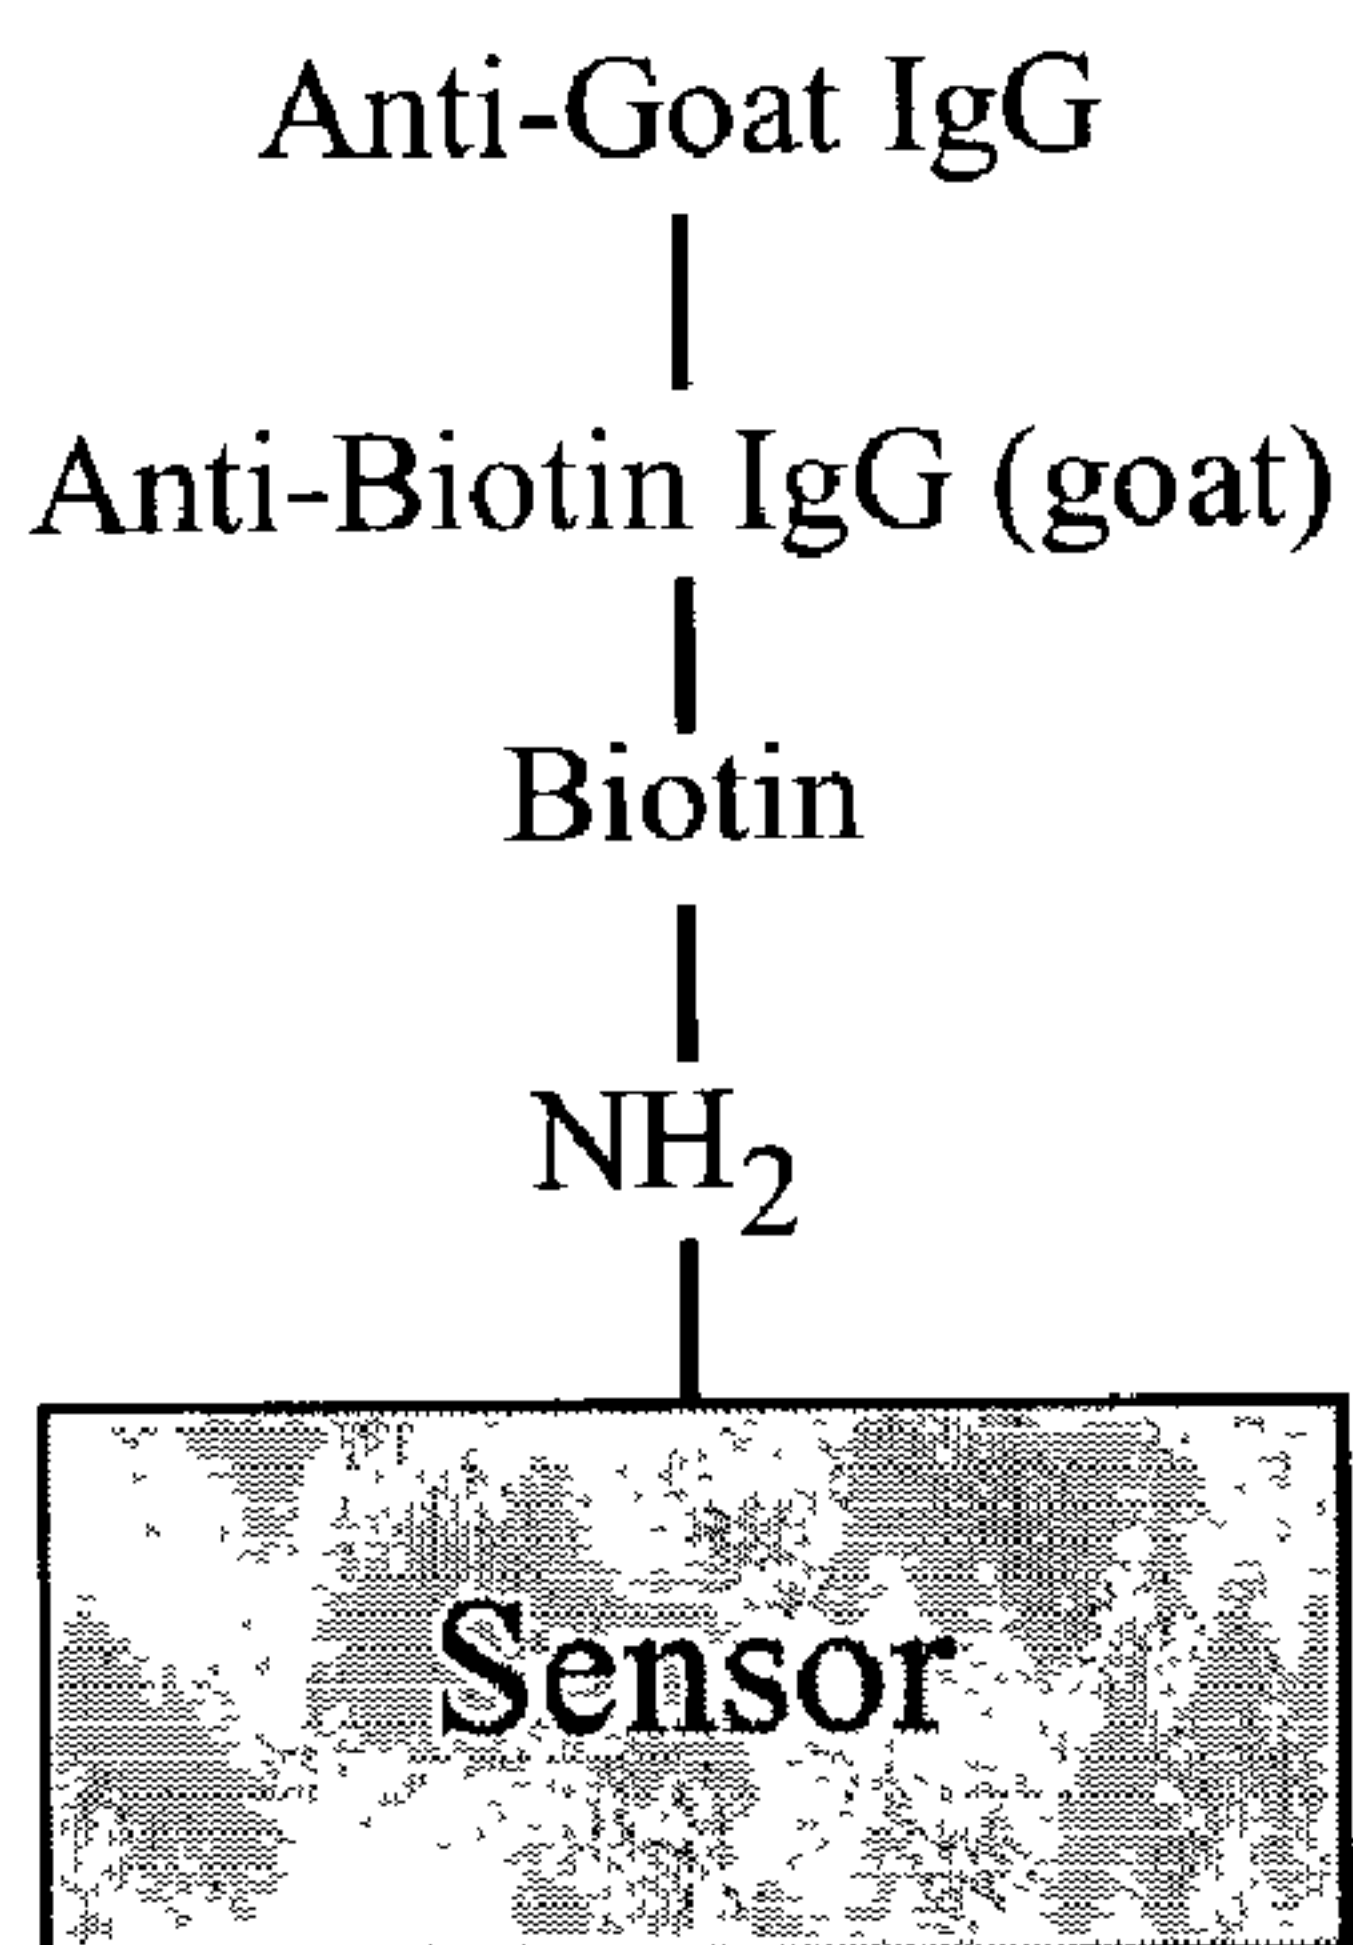 Anti-Goat IgG
Anti-Biotin IgG (goat)
Biotin
NH₂
Sensor